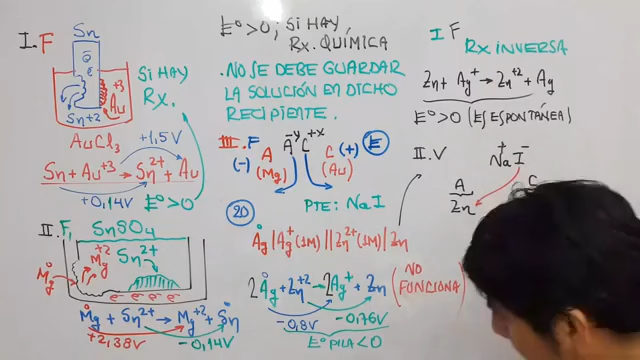 I. F
Sn
e⁻
e⁻
+3
Au
Sn+2
AuCl3
SI HAY
Rx.
+1,5V
Sn + Au+3 → Sn2+ + Au
+0,14V
E°>0
II. F,
SnSO4
Mg
Mg+2
Sn2+
e⁻ e⁻ e⁻ e⁻
Mg + Sn2+ → Mg+2 + Sn
+2,38V
-0,14V
E°>0; SI HAY
Rx. QUÍMICA
. NO SE DEBE GUARDAR
LA SOLUCIÓN EN DICHO
RECIPIENTE.
III. F
A-y C+x
E
(-) A
(Mg)
C (+)
(Au)
20
PTE: NaI
Ag | Ag+ (1M) || Zn2+ (1M) | Zn
2Ag + Zn+2 → 2Ag+ + Zn
(NO
FUNCIONA)
-0,8V
-0,76V
E° PILA < 0
I F
Rx INVERSA
Zn + Ag+ → Zn+2 + Ag
E°>0 (ES ESPONTÁNEA)
II. V
Na+ I-
A
Zn
C